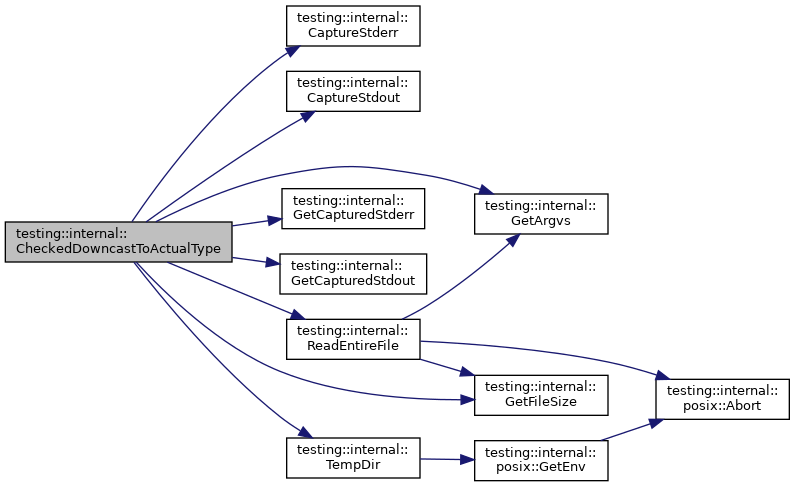 testing::internal::
CaptureStderr
testing::internal::
CaptureStdout
testing::internal::
GetCapturedStderr
testing::internal::
GetArgvs
testing::internal::
CheckedDowncastToActualType
testing::internal::
GetCapturedStdout
testing::internal::
ReadEntireFile
testing::internal::
GetFileSize
testing::internal::
posix::Abort
testing::internal::
TempDir
testing::internal::
posix::GetEnv